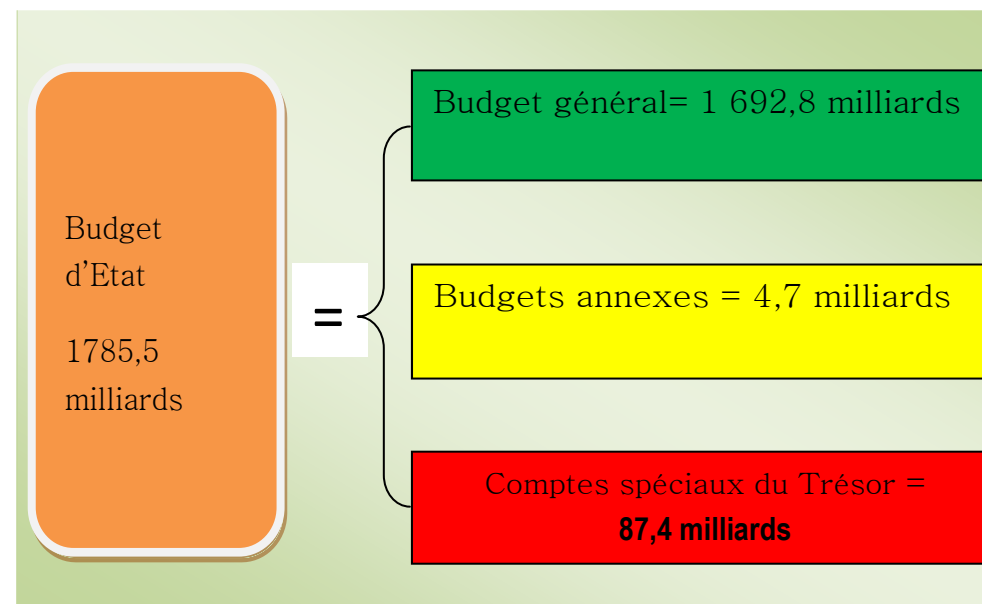 Budget
d’Etat
1785,5
milliards
=
Budget général= 1 692,8 milliards
Budgets annexes = 4,7 milliards
Comptes spéciaux du Trésor =
87,4 milliards